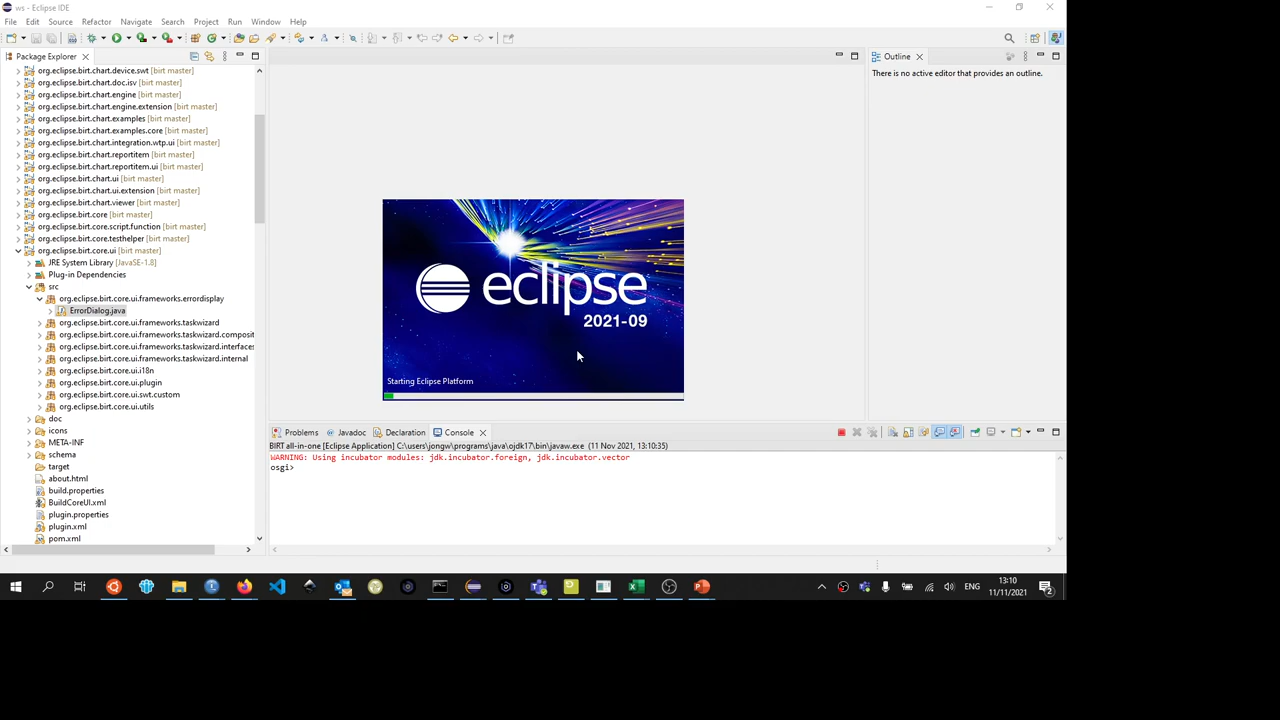 ws - Eclipse IDE
File Edit Source Refactor Navigate Search Project Run Window Help
Package Explorer
org.eclipse.birt.chart.device.swt [birt master]
org.eclipse.birt.chart.doc.isv [birt master]
org.eclipse.birt.chart.engine [birt master]
org.eclipse.birt.chart.engine.extension [birt master]
org.eclipse.birt.chart.examples [birt master]
org.eclipse.birt.chart.examples.core [birt master]
org.eclipse.birt.chart.integration.wtp.ui [birt master]
org.eclipse.birt.chart.reportitem [birt master]
org.eclipse.birt.chart.reportitem.ui [birt master]
org.eclipse.birt.chart.ui [birt master]
org.eclipse.birt.chart.ui.extension [birt master]
org.eclipse.birt.chart.viewer [birt master]
org.eclipse.birt.core [birt master]
org.eclipse.birt.core.script.function [birt master]
org.eclipse.birt.core.testhelper [birt master]
org.eclipse.birt.core.ui [birt master]
JRE System Library [JavaSE-1.8]
Plug-in Dependencies
src
org.eclipse.birt.core.ui.frameworks.errordisplay
ErrorDialog.java
org.eclipse.birt.core.ui.frameworks.taskwizard
org.eclipse.birt.core.ui.frameworks.taskwizard.composit
org.eclipse.birt.core.ui.frameworks.taskwizard.interfaces
org.eclipse.birt.core.ui.frameworks.taskwizard.internal
org.eclipse.birt.core.ui.i18n
org.eclipse.birt.core.ui.plugin
org.eclipse.birt.core.ui.swt.custom
org.eclipse.birt.core.ui.utils
doc
icons
META-INF
schema
target
about.html
build.properties
BuildCoreUI.xml
plugin.properties
plugin.xml
pom.xml
eclipse
2021-09
Starting Eclipse Platform
Outline
There is no active editor that provides an outline.
Problems Javadoc Declaration Console
BIRT all-in-one [Eclipse Application] C:\users\jongw\programs\java\ojdk17\bin\javaw.exe (11 Nov 2021, 13:10:35)
WARNING: Using incubator modules: jdk.incubator.foreign, jdk.incubator.vector
osgi>
ENG
13:10
11/11/2021
2